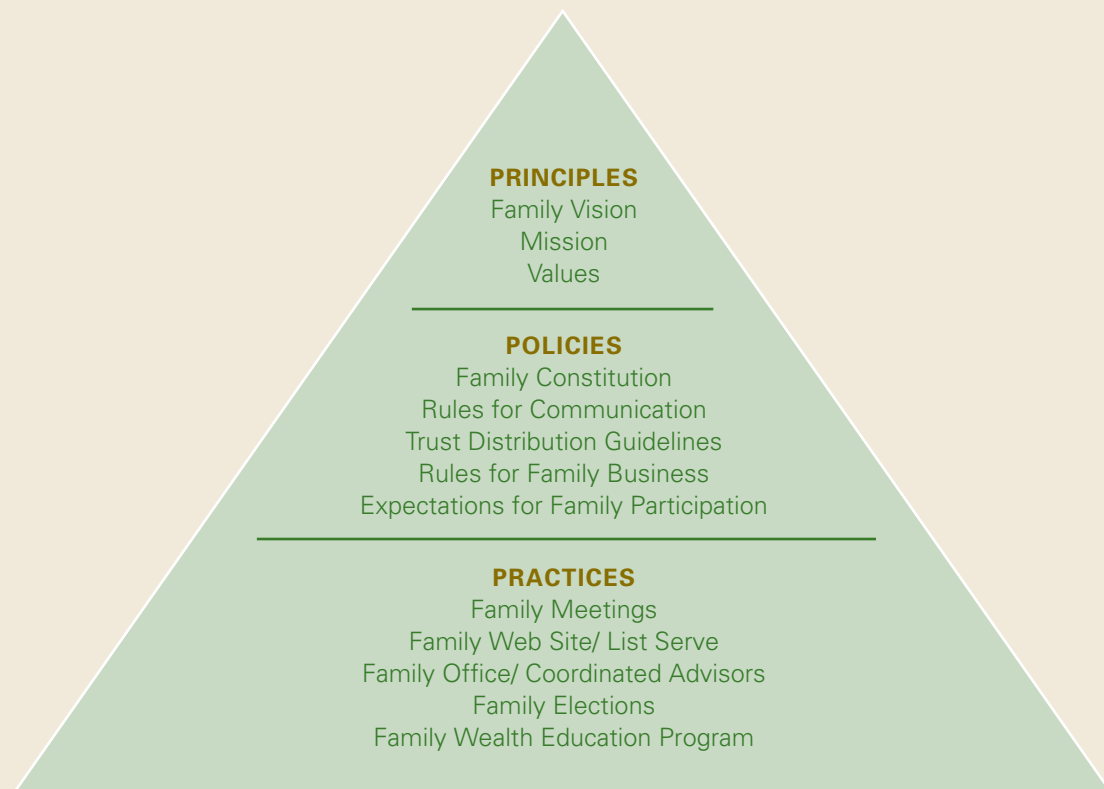 PRINCIPLES
Family Vision
Mission
Values
POLICIES
Family Constitution
Rules for Communication
Trust Distribution Guidelines
Rules for Family Business
Expectations for Family Participation
PRACTICES
Family Meetings
Family Web Site/ List Serve
Family Office/ Coordinated Advisors
Family Elections
Family Wealth Education Program